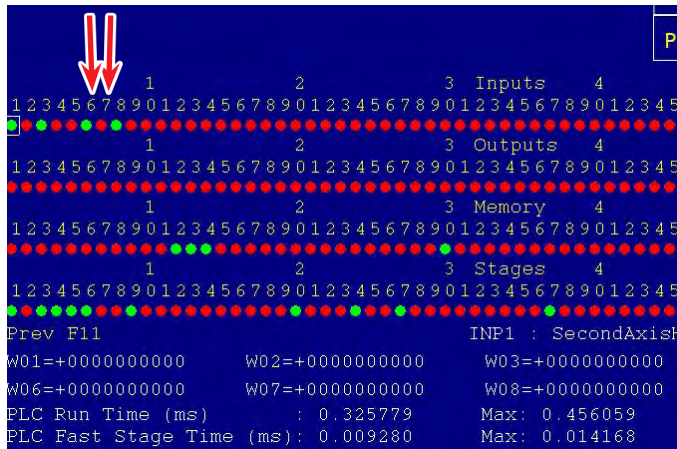 P
1 2 3 Inputs 4
123456789012345678901234567890123456789012345
1 2 3 Outputs 4
123456789012345678901234567890123456789012345
1 2 3 Memory 4
123456789012345678901234567890123456789012345
1 2 3 Stages 4
123456789012345678901234567890123456789012345
Prev F11 INP1 : SecondAxisH
W01=+0000000000 W02=+0000000000 W03=+0000000000
W06=+0000000000 W07=+0000000000 W08=+0000000000
PLC Run Time (ms) : 0.325779 Max: 0.456059
PLC Fast Stage Time (ms): 0.009280 Max: 0.014168